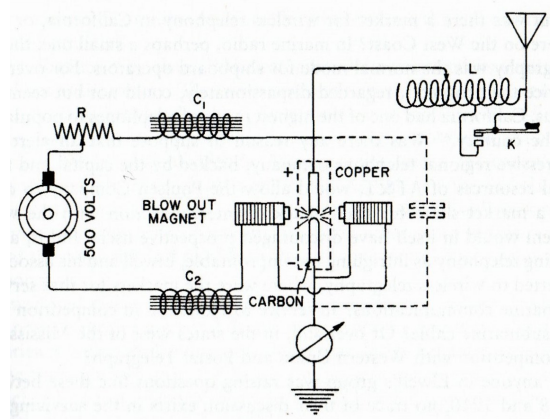 L
C1
R
K
+
COPPER
500 VOLTS
BLOW OUT
MAGNET
-
C2
CARBON